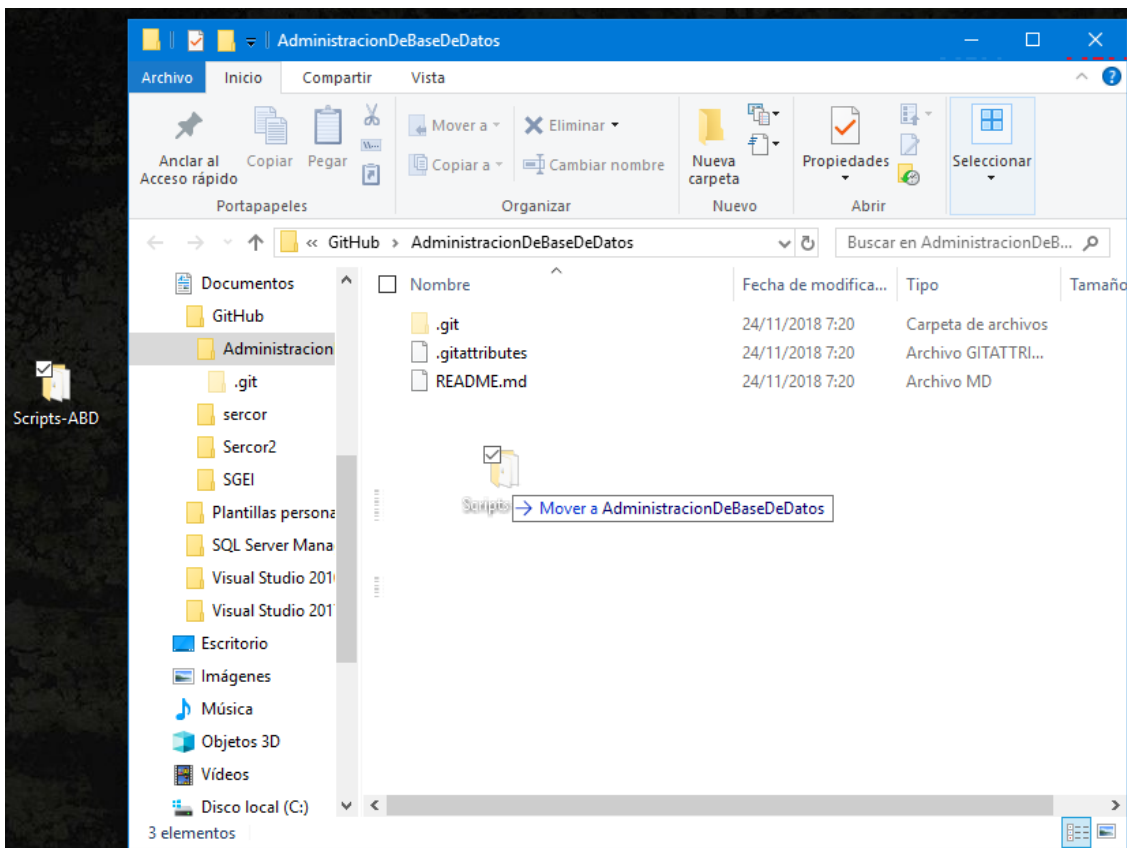 AdministracionDeBaseDeDatos
Archivo Inicio Compartir Vista
Anclar al Acceso rápido
Copiar
Pegar
Portapapeles
Mover a
Copiar a
Eliminar
Cambiar nombre
Organizar
Nueva carpeta
Nuevo
Propiedades
Abrir
Seleccionar
« GitHub › AdministracionDeBaseDeDatos
Buscar en AdministracionDeB...
Documentos
GitHub
Administracion
.git
sercor
Sercor2
SGEI
Plantillas persona
SQL Server Mana
Visual Studio 201
Visual Studio 201
Escritorio
Imágenes
Música
Objetos 3D
Vídeos
Disco local (C:)
Nombre Fecha de modifica... Tipo Tamaño
.git 24/11/2018 7:20 Carpeta de archivos
.gitattributes 24/11/2018 7:20 Archivo GITATTRI...
README.md 24/11/2018 7:20 Archivo MD
Scripts
Mover a AdministracionDeBaseDeDatos
Scripts-ABD
3 elementos